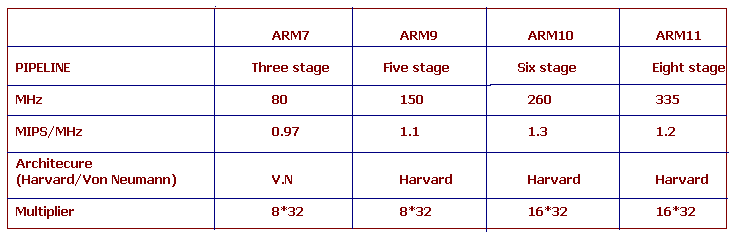 ARM7 ARM9 ARM10 ARM11
PIPELINE Three stage Five stage Six stage Eight stage
MHz 80 150 260 335
MIPS/MHz 0.97 1.1 1.3 1.2
Architecure
(Harvard/Von Neumann) V.N Harvard Harvard Harvard
Multiplier 8*32 8*32 16*32 16*32